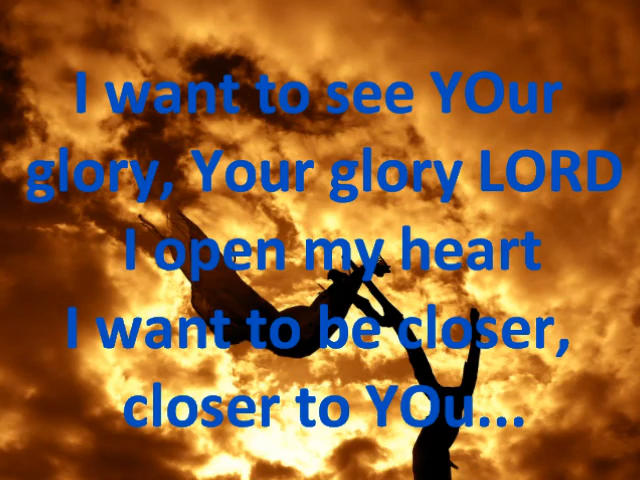 I want to see YOur
glory, Your glory LORD
I open my heart
I want to be closer,
closer to YOu...